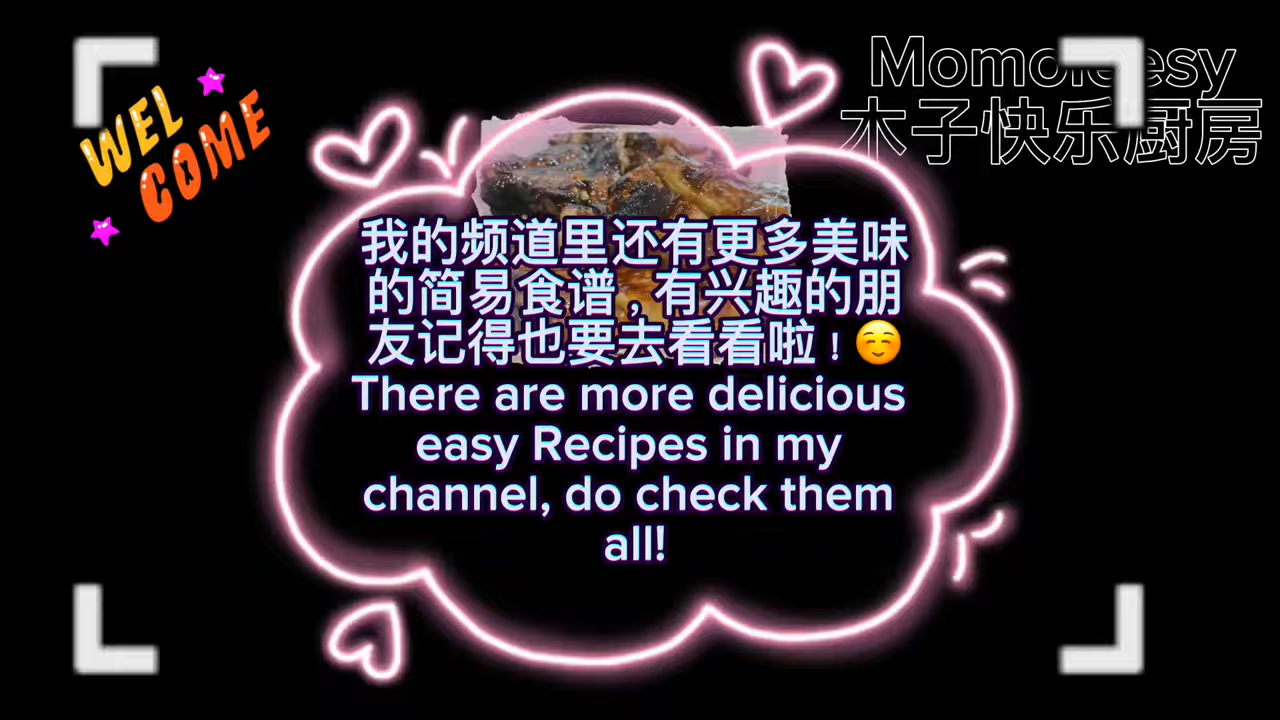 WEL
COME
木子快乐厨房
我的频道里还有更多美味
的简易食谱，有兴趣的朋
友记得也要去看看啦！☺️
There are more delicious
easy Recipes in my
channel, do check them
all!